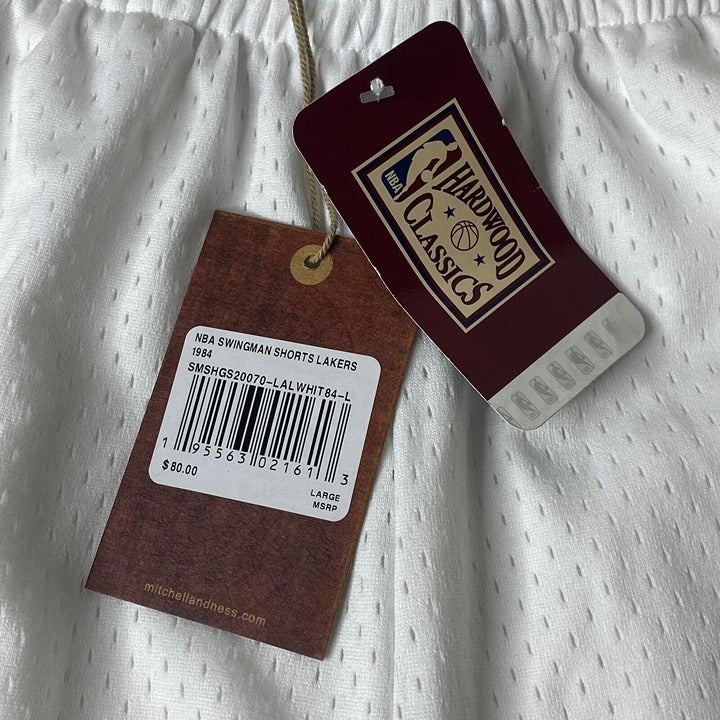 NBA
HARDWOOD
CLASSICS
NBA SWINGMAN SHORTS LAKERS
1984
SMSHGS20070-LALWHIT84-L
1 95563 02161 3
$80.00
LARGE
MSRP
mitchellandness.com